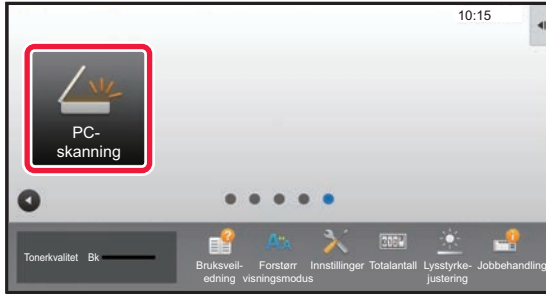 10:15
PC-
skanning
Tonerkvalitet Bk
Bruksveil-
edning
Forstørr
visningsmodus
Innstillinger
Totalantall
Lysstyrke-
justering
Jobbehandling